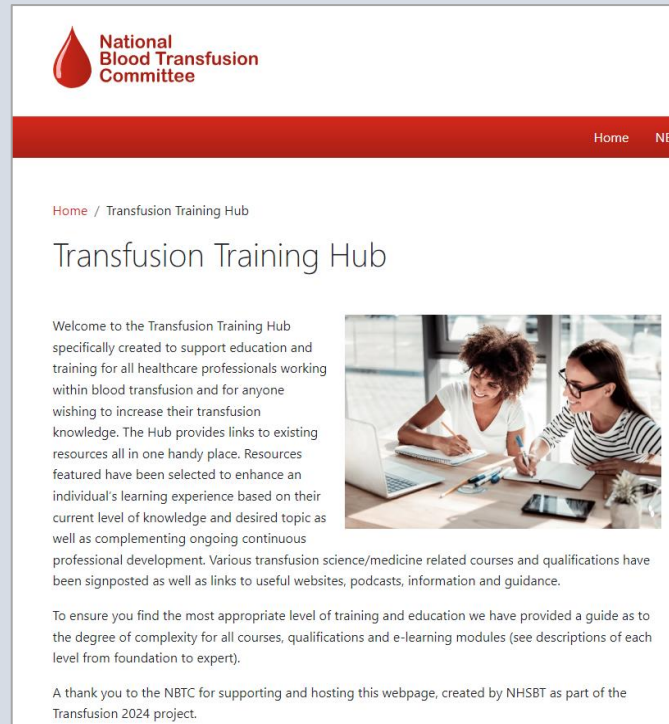 National
Blood Transfusion
Committee
Home
Home / Transfusion Training Hub
Transfusion Training Hub
Welcome to the Transfusion Training Hub
specifically created to support education and
training for all healthcare professionals working
within blood transfusion and for anyone
wishing to increase their transfusion
knowledge. The Hub provides links to existing
resources all in one handy place. Resources
featured have been selected to enhance an
individual's learning experience based on their
current level of knowledge and desired topic as
well as complementing ongoing continuous
professional development. Various transfusion science/medicine related courses and qualifications have
been signposted as well as links to useful websites, podcasts, information and guidance.
To ensure you find the most appropriate level of training and education we have provided a guide as to
the degree of complexity for all courses, qualifications and e-learning modules (see descriptions of each
level from foundation to expert).
A thank you to the NBTC for supporting and hosting this webpage, created by NHSBT as part of the
Transfusion 2024 project.